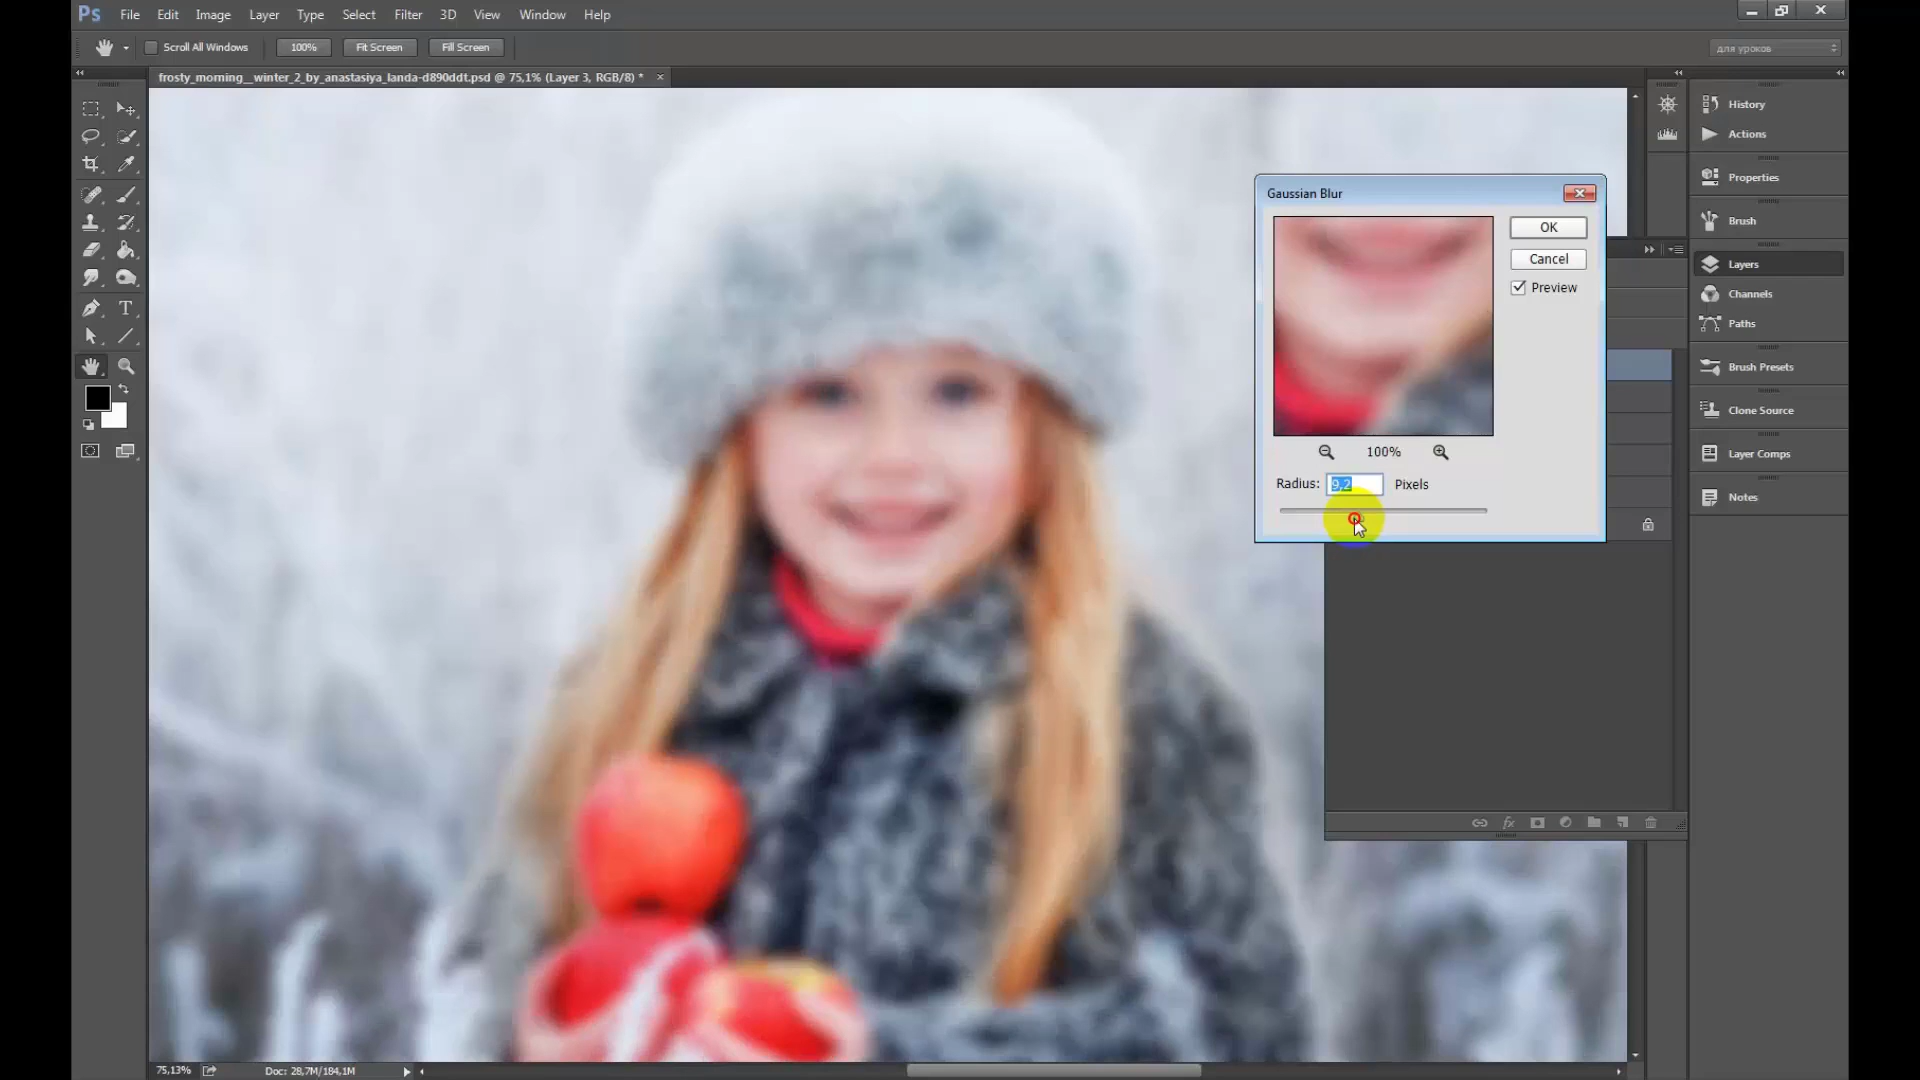 Ps File Edit Image Layer Type Select Filter 3D View Window Help
Scroll All Windows 100% Fit Screen Fill Screen для уроков
frosty_morning__winter_2_by_anastasiya_landa-d890ddt.psd @ 75,1% (Layer 3, RGB/8) *
History
Actions
Properties
Brush
Layers
Channels
Paths
Brush Presets
Clone Source
Layer Comps
Notes
Gaussian Blur
OK
Cancel
Preview
100%
Radius: 9,2 Pixels
T
fx
75,13% Doc: 28,7M/184,1M